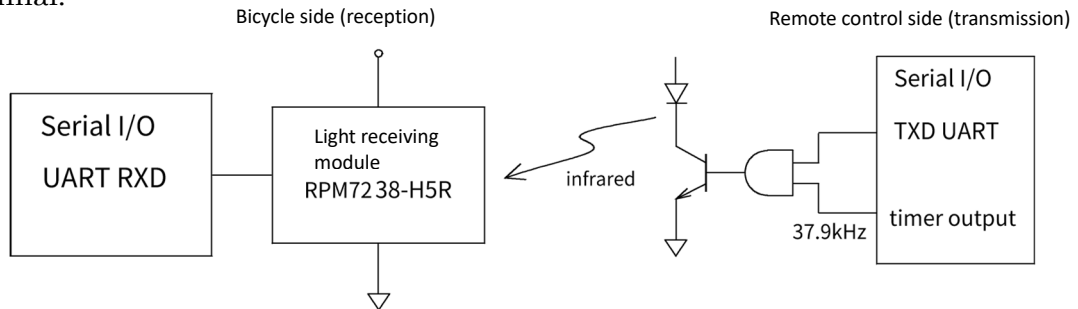 Bicycle side (reception)
Remote control side (transmission)
Serial I/O
UART RXD
Light receiving
module
RPM7238-H5R
infrared
37.9kHz
Serial I/O
TXD UART
timer output